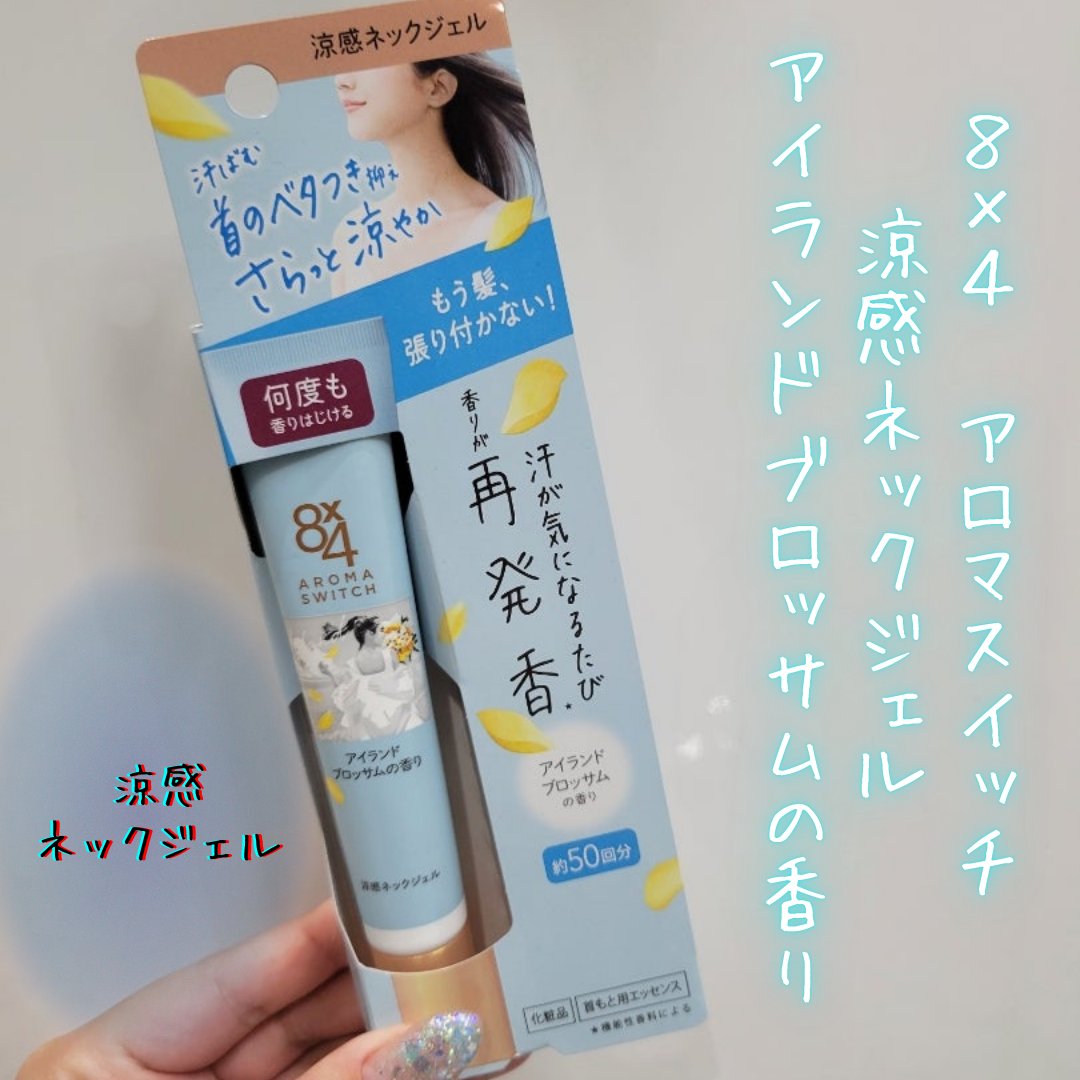 涼感ネックジェル
汗ばむ
首のベタつき抑え
さらっと涼やか
もう髪、
張り付かない！
何度も
香りはじける
8x4
AROMA
SWITCH
アイランド
ブロッサムの香り
涼感ネックジェル
汗が気になるたび
香りが
再発香★
アイランド
ブロッサム
の香り
約50回分
化粧品
首もと用エッセンス
★機能性香料による
8×4 アロマスイッチ
涼感ネックジェル
アイランドブロッサムの香り
涼感
ネックジェル